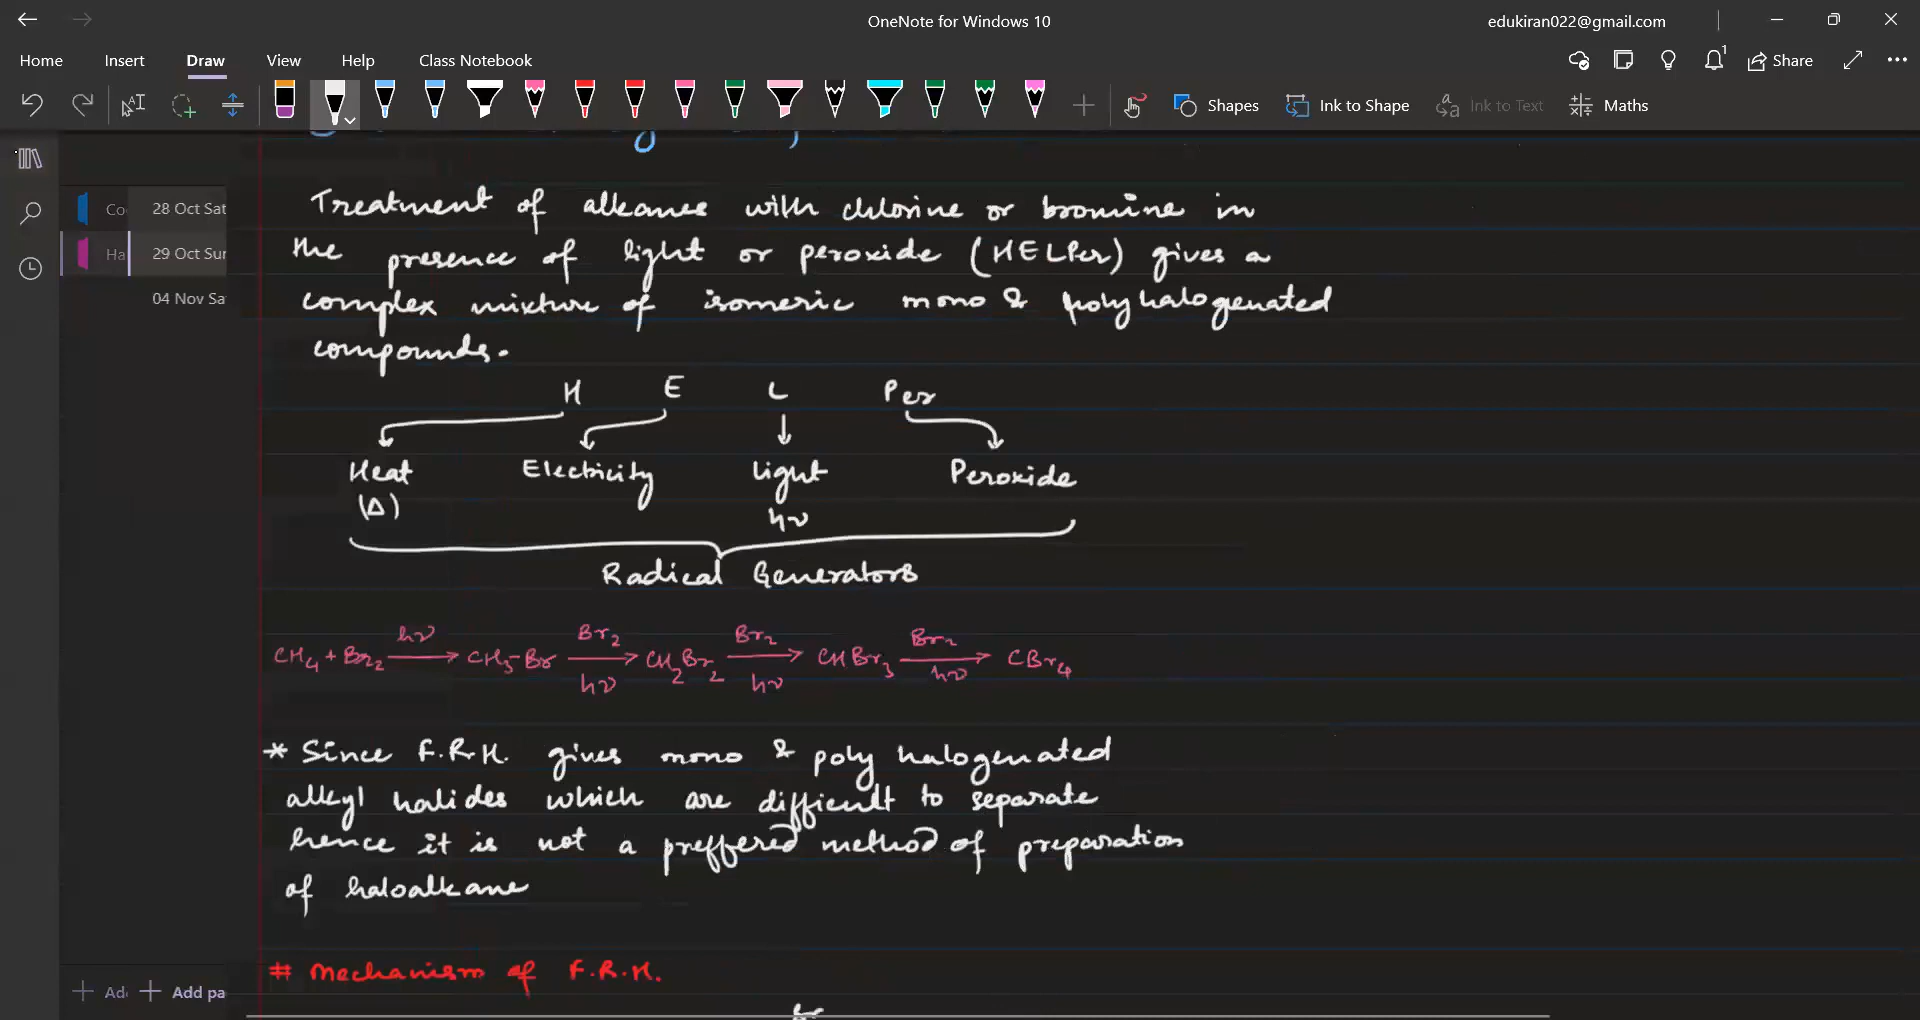 OneNote for Windows 10
edukiran022@gmail.com
Home Insert Draw View Help Class Notebook
1
Share
Shapes Ink to Shape Ink to Text Maths
Co
28 Oct Sat
Ha
29 Oct Sun
04 Nov Sa
Treatment of alkanes with chlorine or bromine in
the presence of light or peroxide (HELPer) gives a
complex mixture of isomeric mono & polyhalogenated
compounds.
H E L Per
Heat Electricity Light Peroxide
(Δ) hν
Radical Generators
hν Br₂ Br₂ Br₂
CH₄ + Br₂ ⟶ CH₃-Br ⟶ CH₂Br₂ ⟶ CHBr₃ ⟶ CBr₄
hν hν hν
* Since F.R.H. gives mono & poly halogenated
alkyl halides which are difficult to separate
hence it is not a preffered method of preparation
of haloalkane
# Mechanism of F.R.H.
+ Ad + Add pa